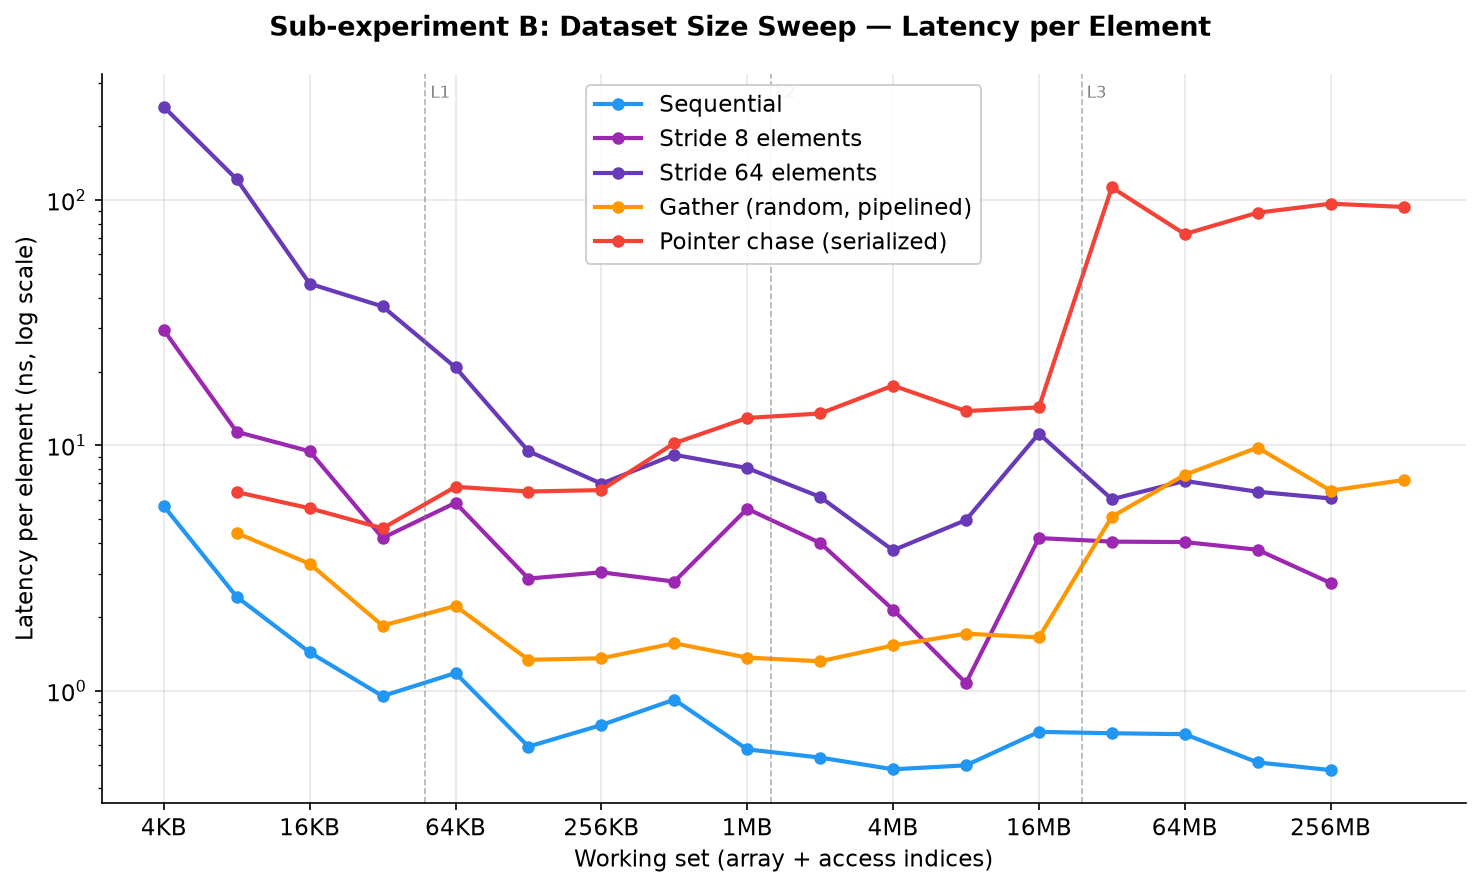 Sub-experiment B: Dataset Size Sweep — Latency per Element
L1
L3
Sequential
Stride 8 elements
Stride 64 elements
Gather (random, pipelined)
Pointer chase (serialized)
Latency per element (ns, log scale)
10²
10¹
10⁰
4KB 16KB 64KB 256KB 1MB 4MB 16MB 64MB 256MB
Working set (array + access indices)